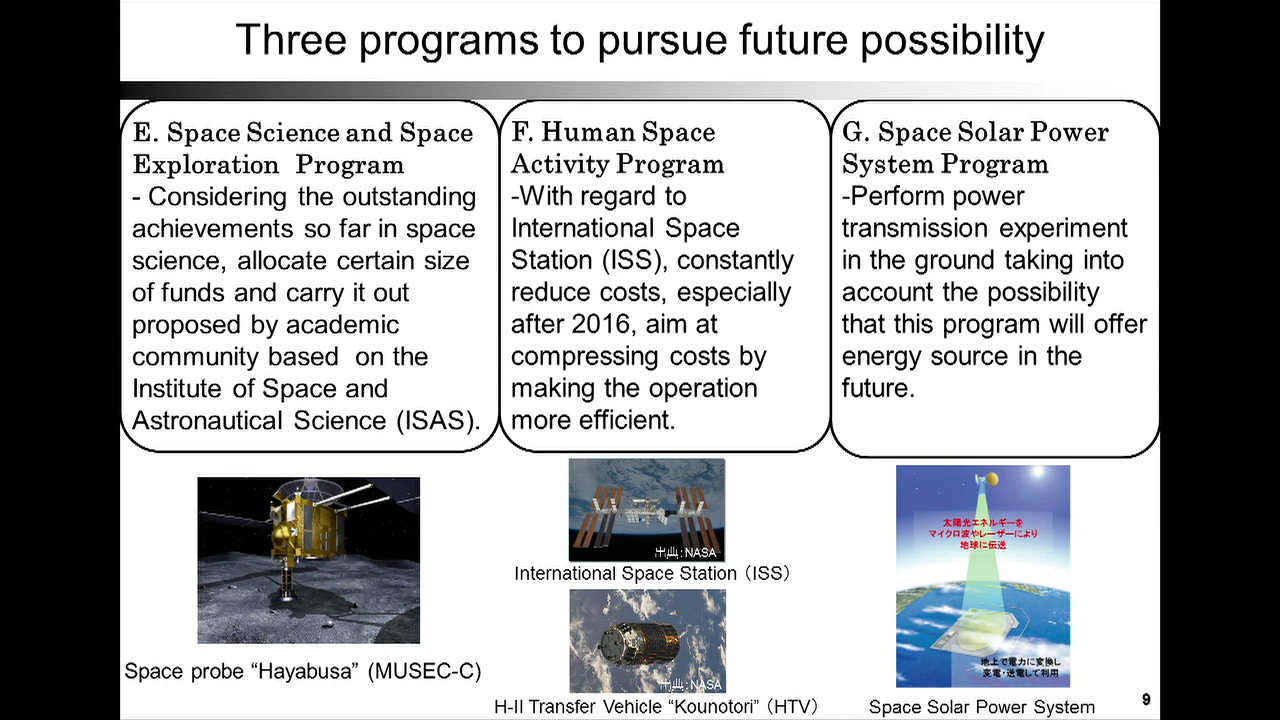 Three programs to pursue future possibility
E. Space Science and Space
Exploration Program
- Considering the outstanding
achievements so far in space
science, allocate certain size
of funds and carry it out
proposed by academic
community based on the
Institute of Space and
Astronautical Science (ISAS).
F. Human Space
Activity Program
-With regard to
International Space
Station (ISS), constantly
reduce costs, especially
after 2016, aim at
compressing costs by
making the operation
more efficient.
G. Space Solar Power
System Program
-Perform power
transmission experiment
in the ground taking into
account the possibility
that this program will offer
energy source in the
future.
Space probe “Hayabusa” (MUSEC-C)
出典：NASA
International Space Station（ISS）
出典：NASA
H-II Transfer Vehicle “Kounotori”（HTV）
太陽光エネルギーを
マイクロ波やレーザーにより
地球に伝送
地上で電力に変換し
変電・送電して利用
Space Solar Power System
9